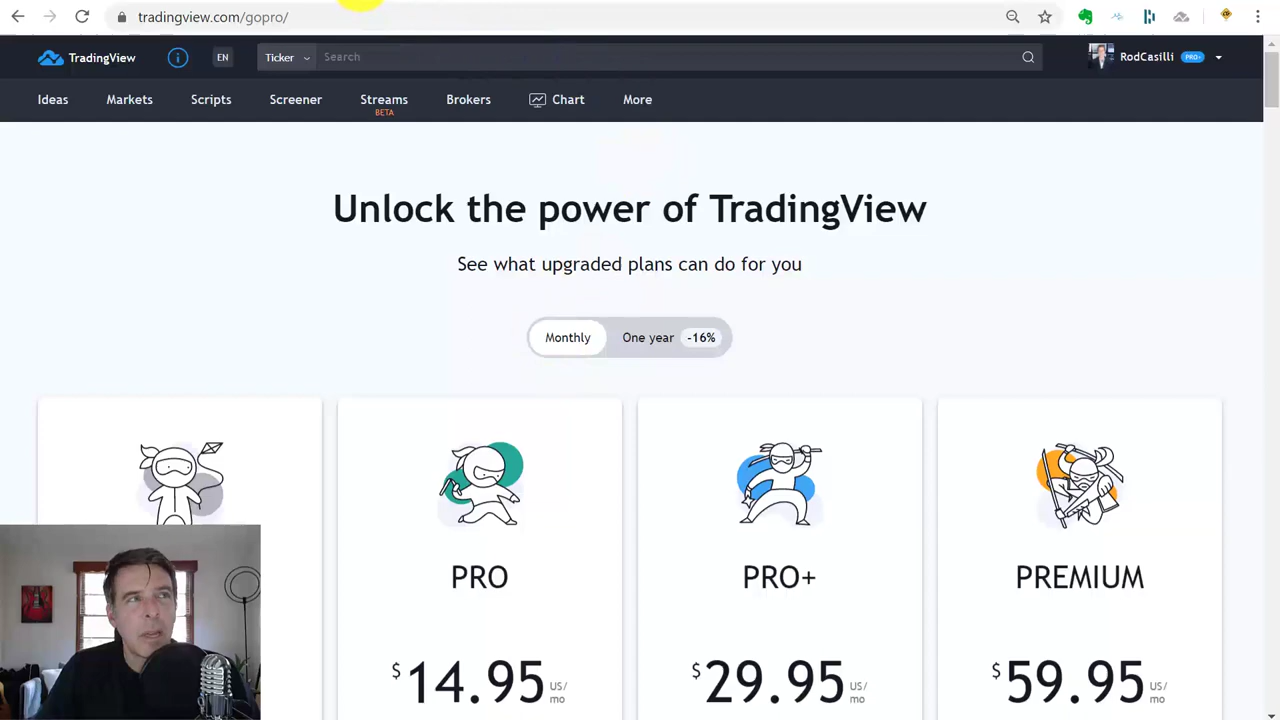 tradingview.com/gopro/
TradingView
EN
Ticker
Search
RodCasilli
PRO+
Ideas
Markets
Scripts
Screener
Streams
BETA
Brokers
Chart
More
Unlock the power of TradingView
See what upgraded plans can do for you
Monthly
One year -16%
PRO
PRO+
PREMIUM
$14.95 US/mo
$29.95 US/mo
$59.95 US/mo